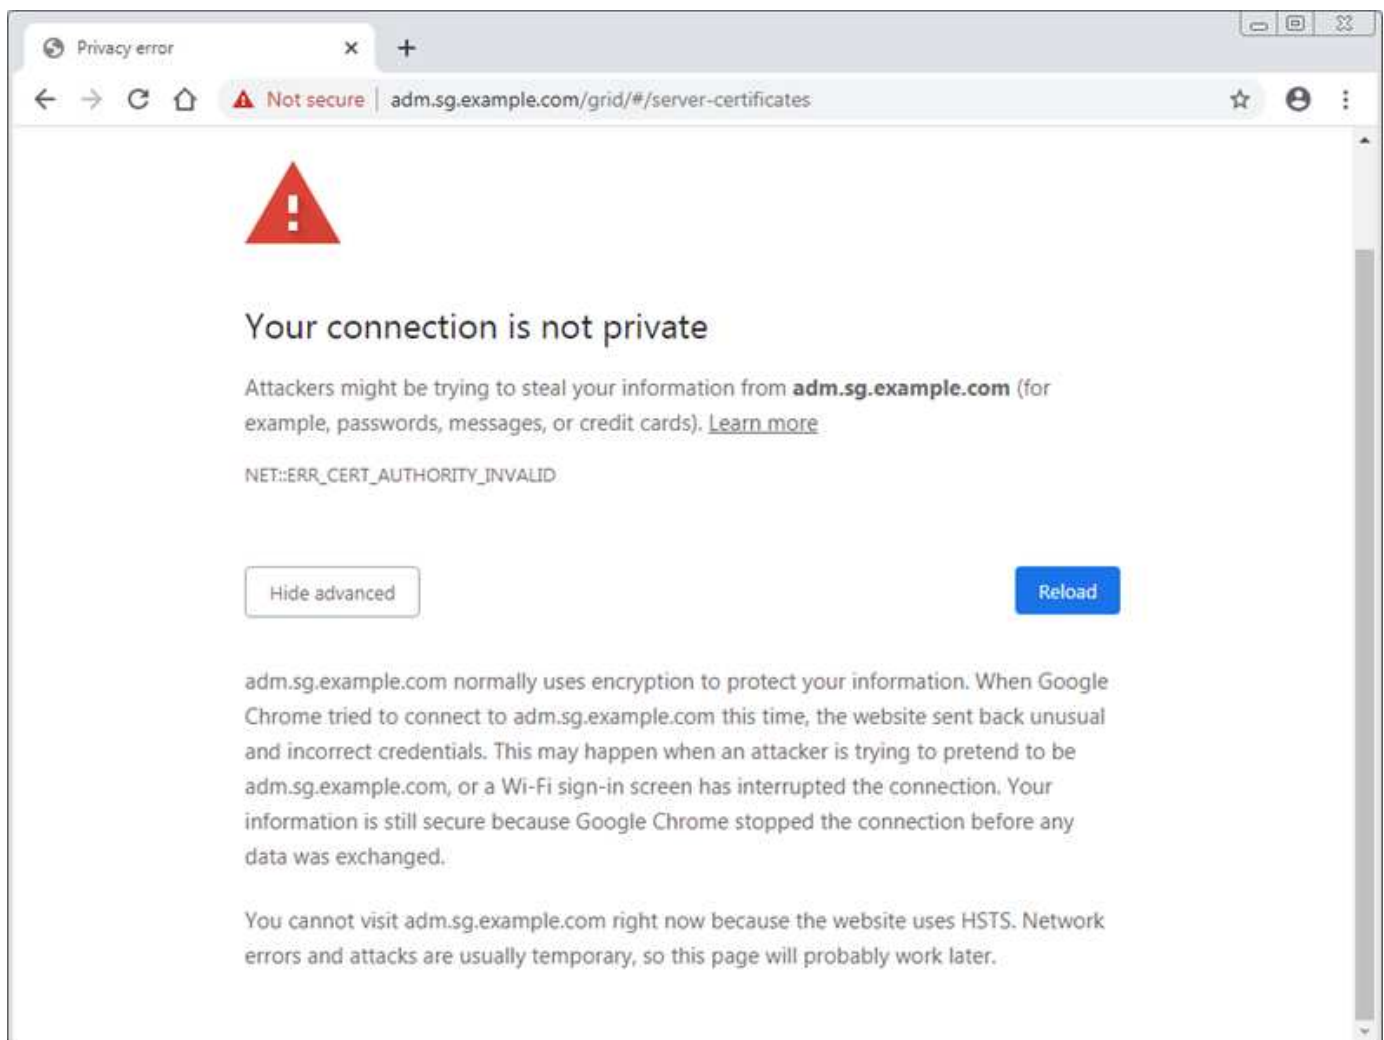 Privacy error
Not secure | adm.sg.example.com/grid/#/server-certificates
Your connection is not private
Attackers might be trying to steal your information from adm.sg.example.com (for
example, passwords, messages, or credit cards). Learn more
NET::ERR_CERT_AUTHORITY_INVALID
Hide advanced
Reload
adm.sg.example.com normally uses encryption to protect your information. When Google
Chrome tried to connect to adm.sg.example.com this time, the website sent back unusual
and incorrect credentials. This may happen when an attacker is trying to pretend to be
adm.sg.example.com, or a Wi-Fi sign-in screen has interrupted the connection. Your
information is still secure because Google Chrome stopped the connection before any
data was exchanged.
You cannot visit adm.sg.example.com right now because the website uses HSTS. Network
errors and attacks are usually temporary, so this page will probably work later.